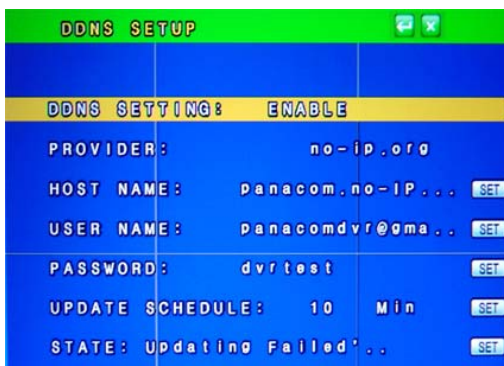 DDNS SETUP
DDNS SETTING: ENABLE
PROVIDER: no-ip.org
HOST NAME: panacom.no-IP... SET
USER NAME: panacomdvr@gma.. SET
PASSWORD: dvrtest SET
UPDATE SCHEDULE: 10 Min SET
STATE: Updating Failed'.. SET